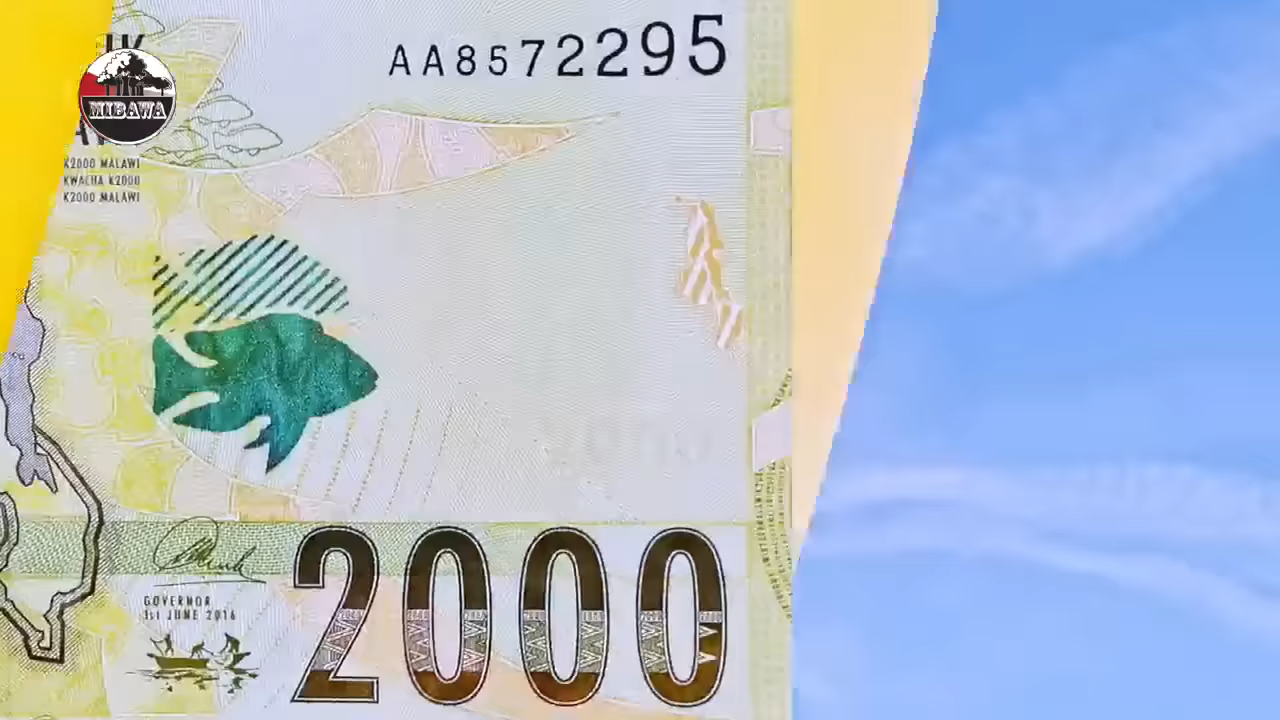 AA8572295
MIBAWA
K2000 MALAWI
KWACHA K2000
K2000 MALAWI
GOVERNOR
1st JUNE 2016
2000